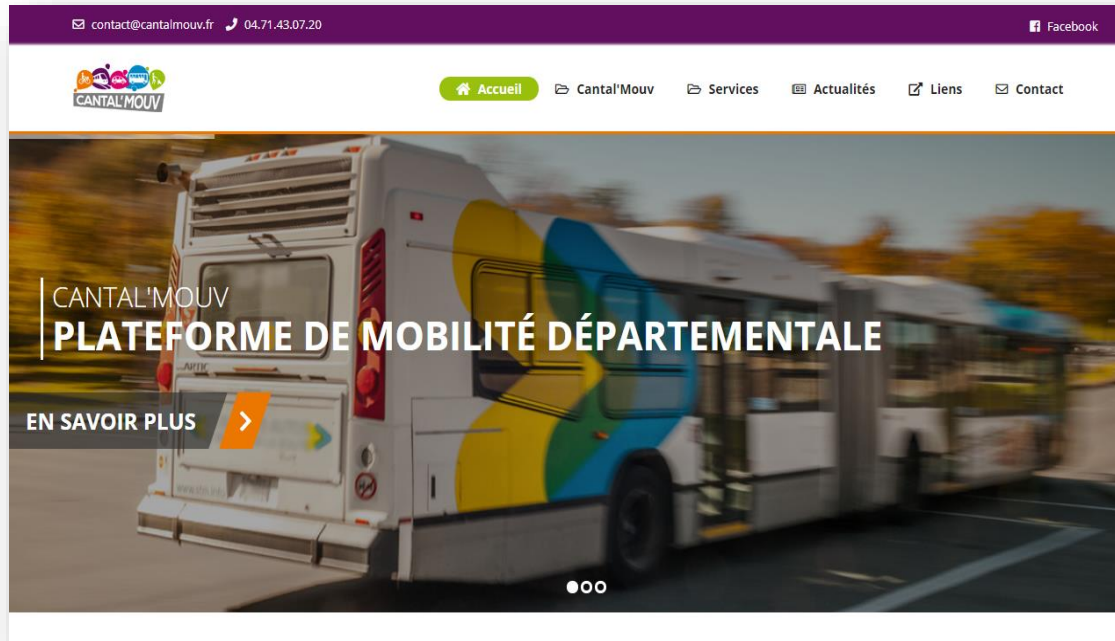 contact@cantalmouv.fr 04.71.43.07.20 Facebook
CANTAL'MOUV
Accueil Cantal'Mouv Services Actualités Liens Contact
CANTAL'MOUV
PLATEFORME DE MOBILITÉ DÉPARTEMENTALE
ARTIC
EN SAVOIR PLUS